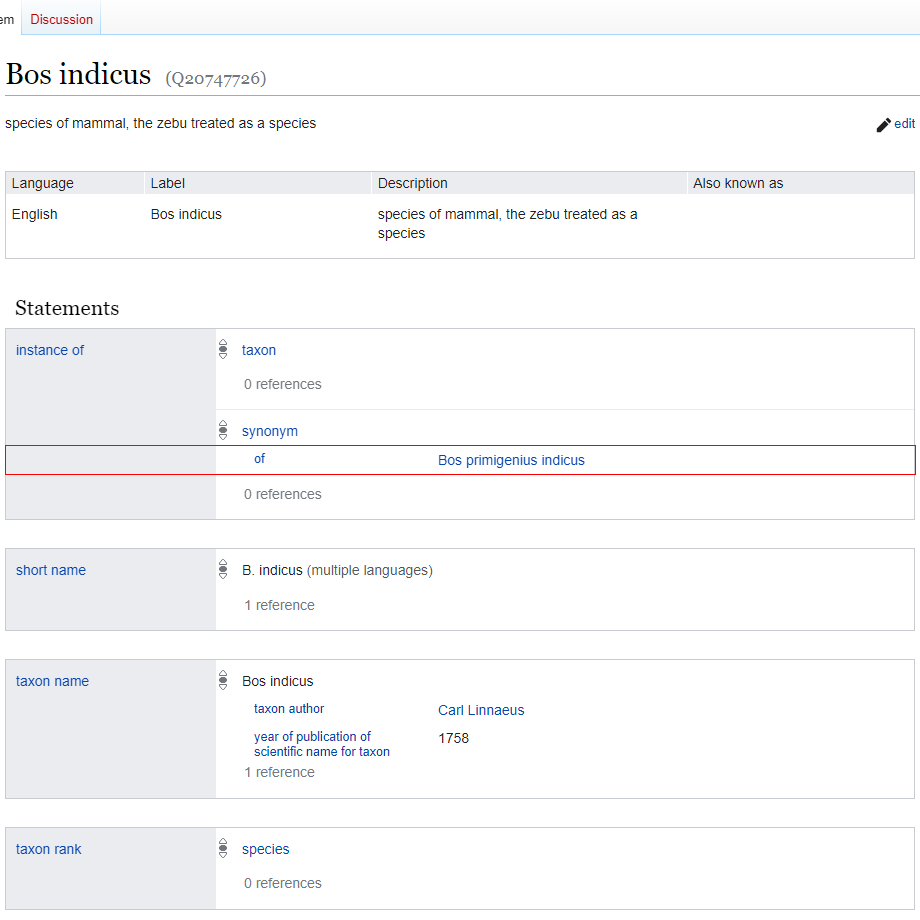 Discussion
Bos indicus (Q20747726)
species of mammal, the zebu treated as a species
edit
Language Label Description Also known as
English Bos indicus species of mammal, the zebu treated as a
species
Statements
instance of taxon
0 references
synonym
of Bos primigenius indicus
0 references
short name B. indicus (multiple languages)
1 reference
taxon name Bos indicus
taxon author Carl Linnaeus
year of publication of 1758
scientific name for taxon
1 reference
taxon rank species
0 references